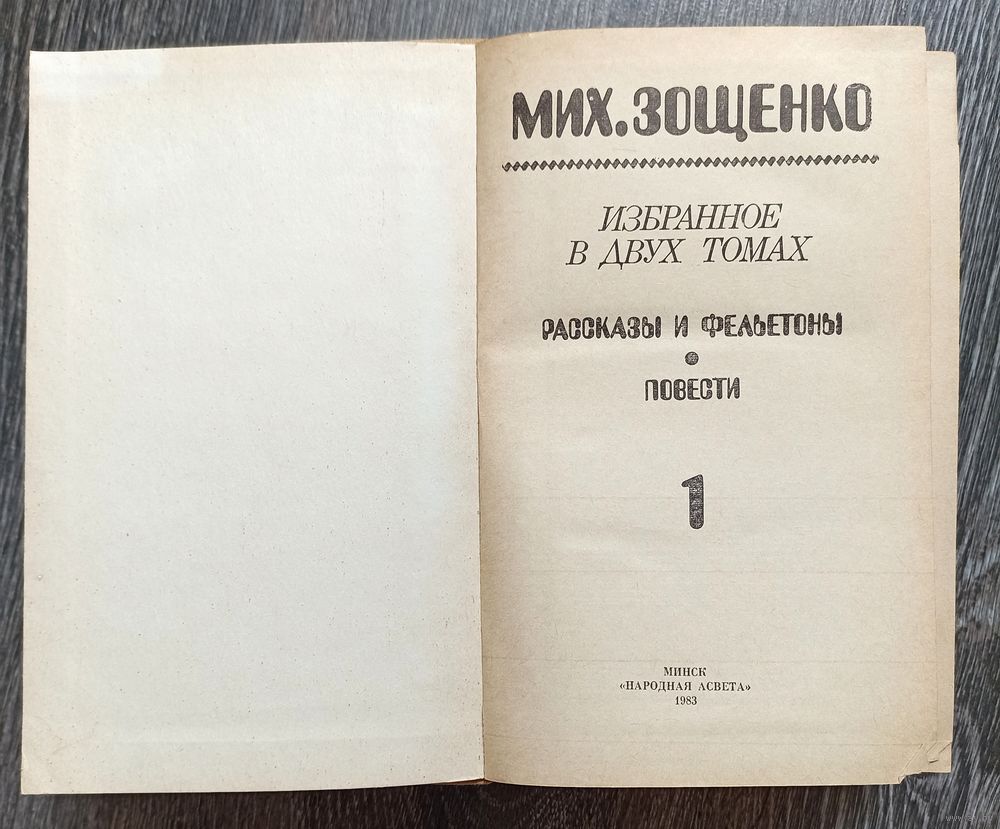 МИХ.ЗОЩЕНКО
ИЗБРАННОЕ
В ДВУХ ТОМАХ
РАССКАЗЫ И ФЕЛЬЕТОНЫ
•
ПОВЕСТИ
1
МИНСК
«НАРОДНАЯ АСВЕТА»
1983